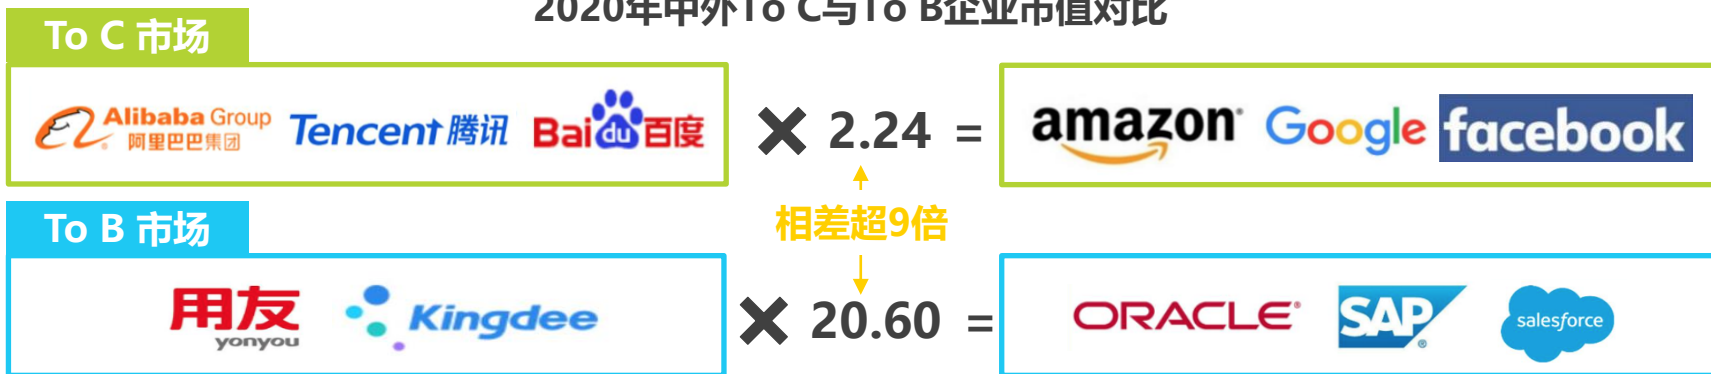 2020年中外To C与To B企业市值对比
To C 市场
Alibaba Group
阿里巴巴集团
Tencent 腾讯
Bai du 百度
✖ 2.24 =
amazon
Google
facebook
相差超9倍
To B 市场
用友
yonyou
Kingdee
✖ 20.60 =
ORACLE
SAP
salesforce